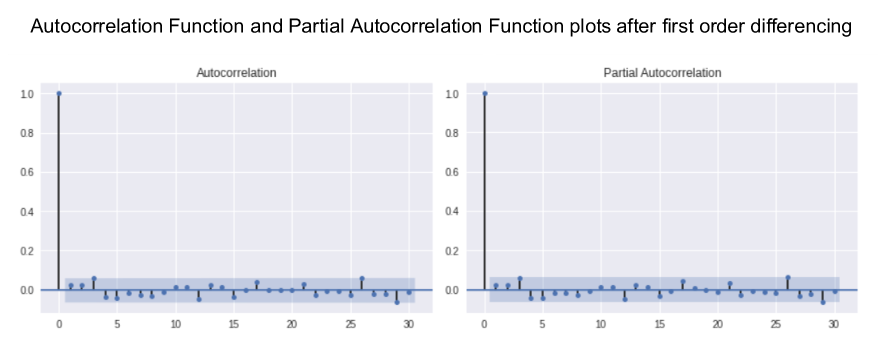 Autocorrelation Function and Partial Autocorrelation Function plots after first order differencing
Autocorrelation
Partial Autocorrelation
1.0
0.8
0.6
0.4
0.2
0.0
0 5 10 15 20 25 30
1.0
0.8
0.6
0.4
0.2
0.0
0 5 10 15 20 25 30